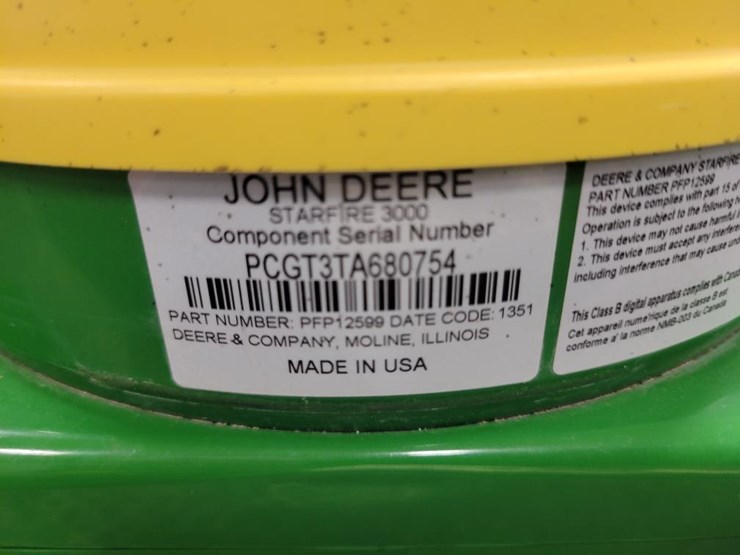 JOHN DEERE
STARFIRE 3000
Component Serial Number
PCGT3TA680754
PART NUMBER: PFP12599 DATE CODE: 1351
DEERE & COMPANY, MOLINE, ILLINOIS
MADE IN USA
DEERE & COMPANY STARFIRE
PART NUMBER PFP12599
This device complies with part 15 of
Operation is subject to the following
1. This device may not cause harmful
2. This device must accept any
including interference that may cause
This Class B digital apparatus complies with
Cet appareil nume'rique de la classe B est
conforme a' la norme NMB-003 du Canada